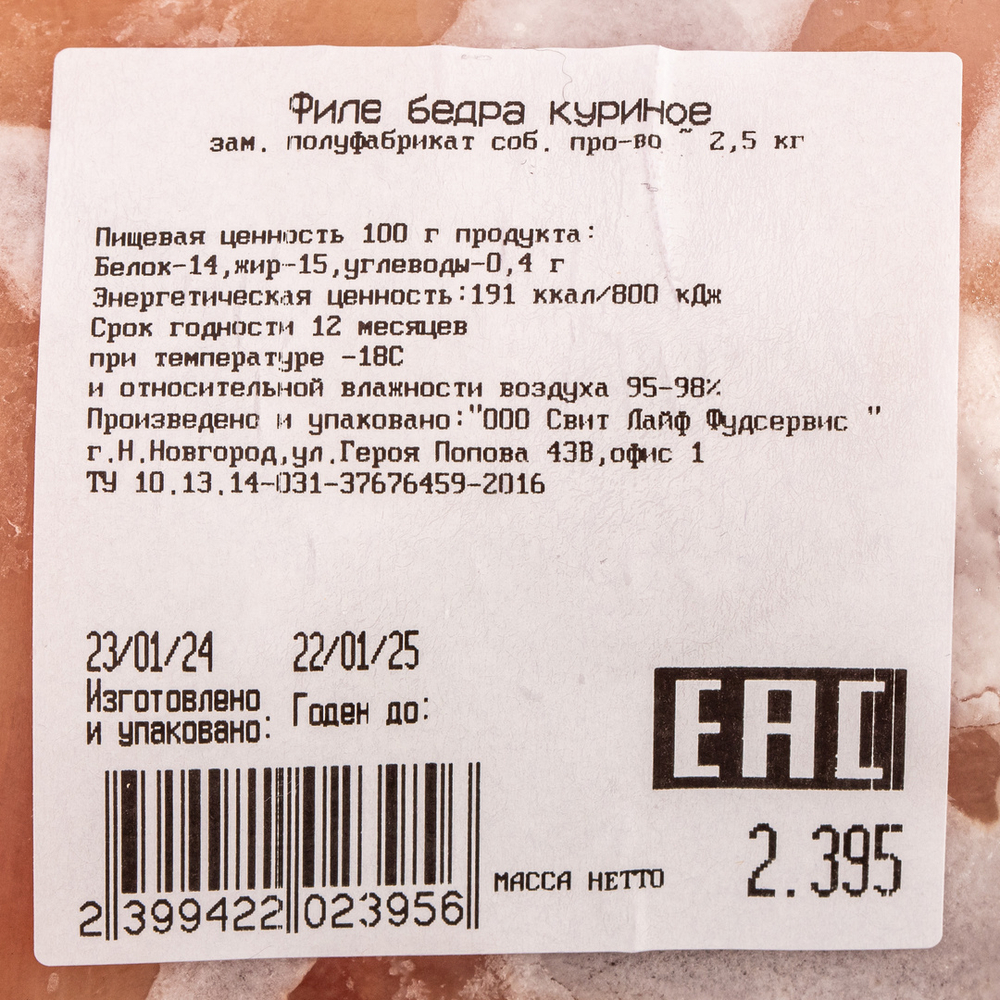 Филе бедра куриное
зам. полуфабрикат соб. про-во ~ 2,5 кг
Пищевая ценность 100 г продукта:
Белок-14,жир-15,углеводы-0,4 г
Энергетическая ценность:191 ккал/800 кДж
Срок годности 12 месяцев
при температуре -18С
и относительной влажности воздуха 95-98%
Произведено и упаковано:"ООО Свит Лайф Фудсервис "
г.Н.Новгород,ул.Героя Попова 43В,офис 1
ТУ 10.13.14-031-37676459-2016
23/01/24 22/01/25
Изготовлено
и упаковано: Годен до:
EAC
МАССА НЕТТО 2.395
2 399422 023956